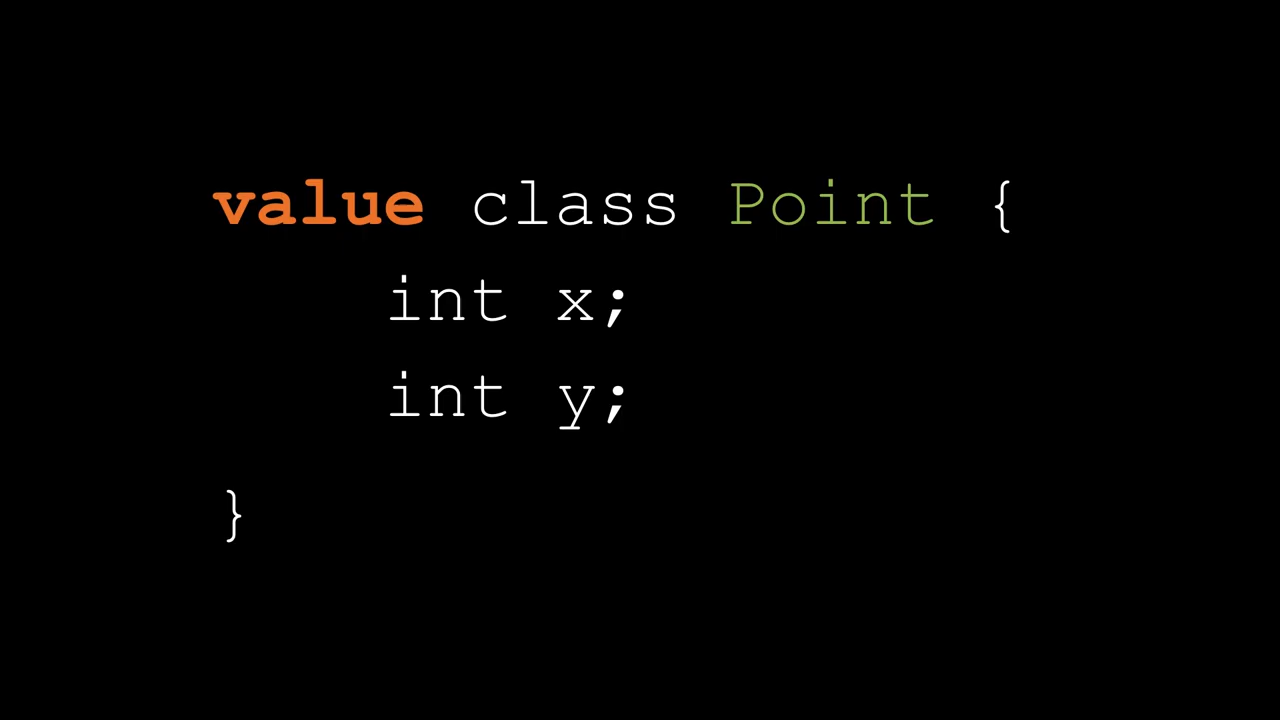 value class Point {
int x;
int y;
}